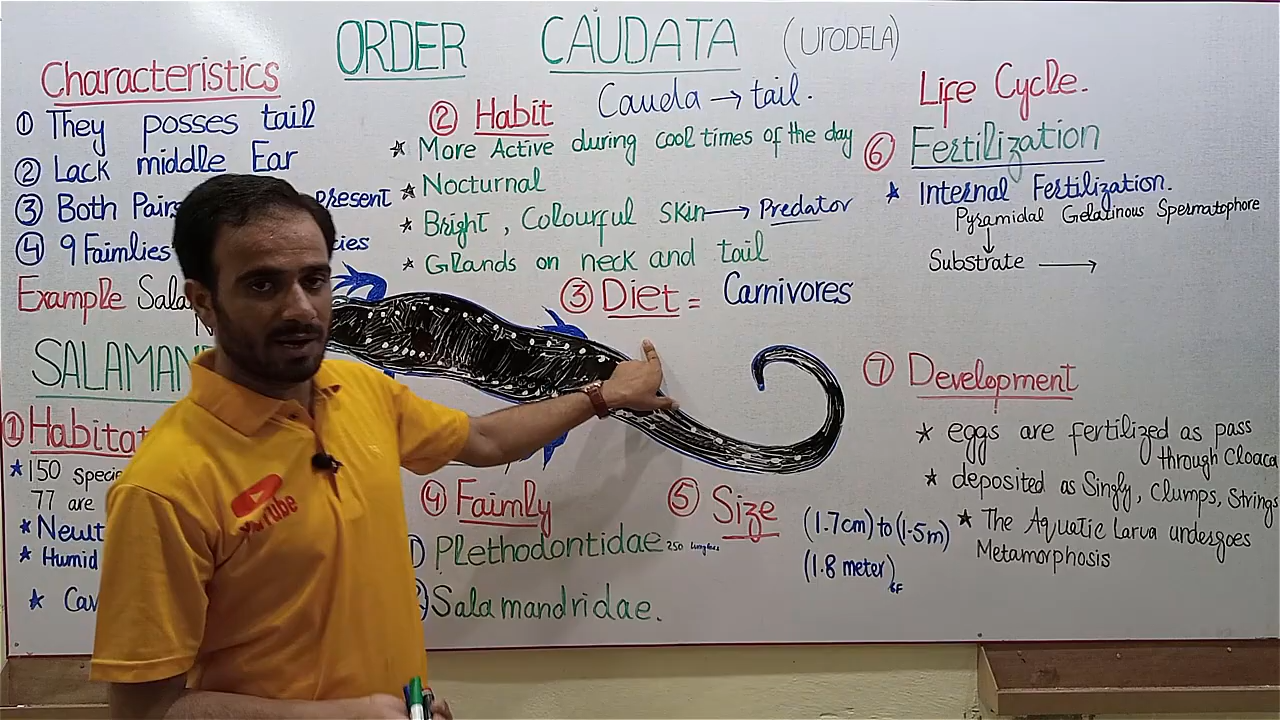 ORDER CAUDATA (UroDELA)
Characteristics
① They posses tail
② Lack middle Ear
③ Both Pairs present
④ 9 Faimlies
Example
SALAMAN
① Habitat
★ 150 Specie
77 are
★ Newt
★ Humid
★
Cauda → tail.
② Habit
★ More Active during cool times of the day
★ Nocturnal
★ Bright, Colourful skin → Predator
★ Glands on neck and tail
③ Diet = Carnivores
④ Faimly
Plethodontidae 250 lungless
Salamandridae.
⑤ Size
(1.7cm) to (1-5m)
(1.8 meter)
Life Cycle.
⑥ Fertilization
★ Internal Fertilization.
Pyramidal Gelatinous Spermatophore
↓
Substrate →
⑦ Development
★ eggs are fertilized as pass
through Cloaca
★ deposited as Singly, Clumps, Strings
★ The Aquetic Larva undergoes
Metamorphosis
YouTube